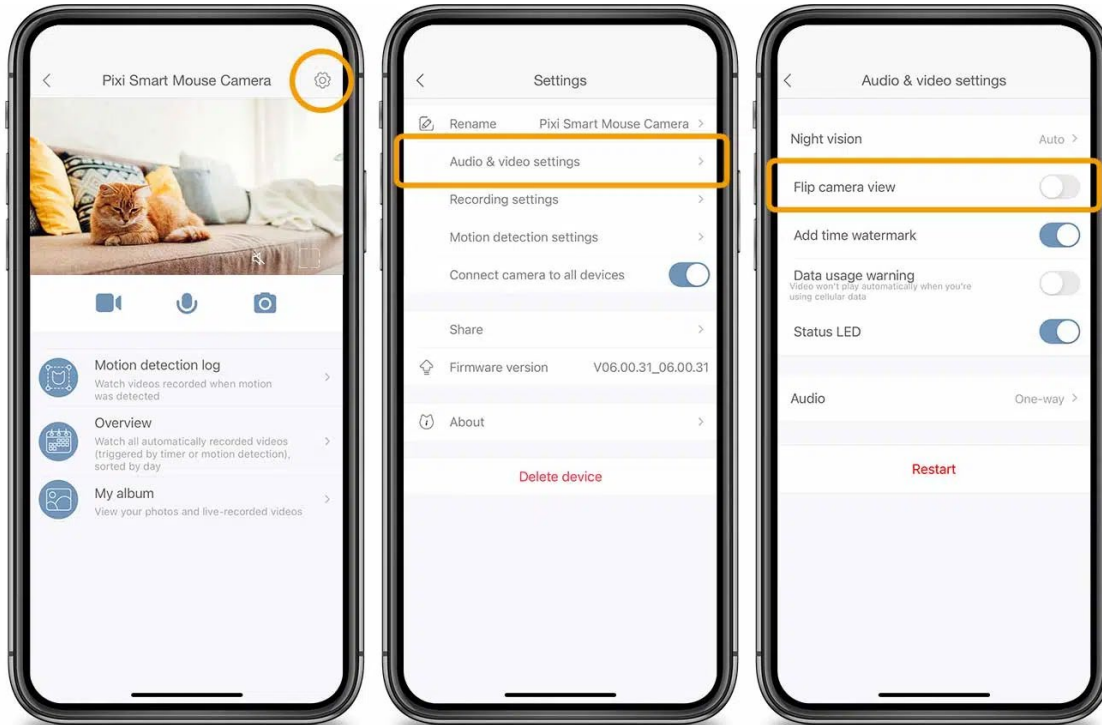 Pixi Smart Mouse Camera
Motion detection log
Watch videos recorded when motion
was detected
Overview
Watch all automatically recorded videos
(triggered by timer or motion detection),
sorted by day
My album
View your photos and live-recorded videos
Settings
Rename Pixi Smart Mouse Camera
Audio & video settings
Recording settings
Motion detection settings
Connect camera to all devices
Share
Firmware version V06.00.31_06.00.31
About
Delete device
Audio & video settings
Night vision Auto
Flip camera view
Add time watermark
Data usage warning
Video won't play automatically when you're
using cellular data
Status LED
Audio One-way
Restart